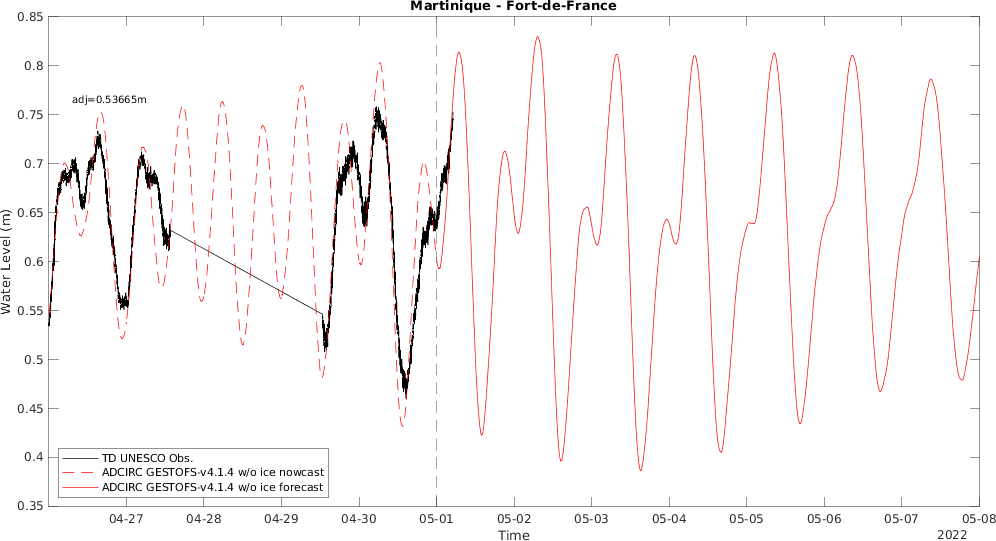 Martinique - Fort-de-France
0.85
0.8
0.75
0.7
0.65
0.6
0.55
0.5
0.45
0.4
0.35
Water Level (m)
adj=0.53665m
TD UNESCO Obs.
ADCIRC GESTOFS-v4.1.4 w/o ice nowcast
ADCIRC GESTOFS-v4.1.4 w/o ice forecast
04-27 04-28 04-29 04-30 05-01 05-02 05-03 05-04 05-05 05-06 05-07 05-08
Time
2022